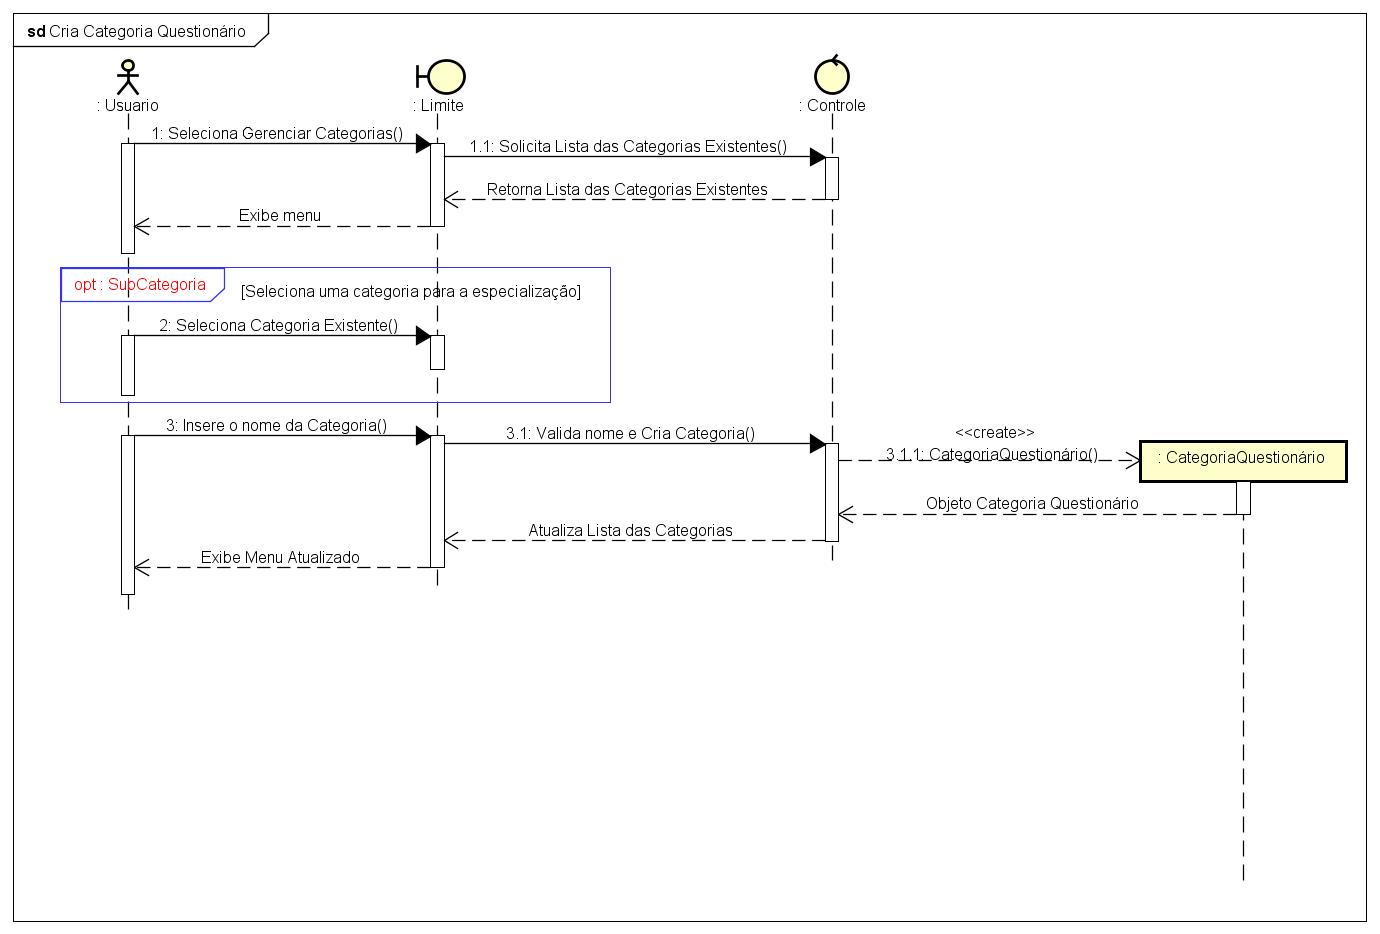 sd Cria Categoria Questionário
: Usuario
: Limite
: Controle
1: Seleciona Gerenciar Categorias()
1.1: Solicita Lista das Categorias Existentes()
Retorna Lista das Categorias Existentes
Exibe menu
opt : SubCategoria
[Seleciona uma categoria para a especialização]
2: Seleciona Categoria Existente()
3: Insere o nome da Categoria()
3.1: Valida nome e Cria Categoria()
<<create>>
3.1.1: CategoriaQuestionário()
: CategoriaQuestionário
Objeto Categoria Questionário
Atualiza Lista das Categorias
Exibe Menu Atualizado